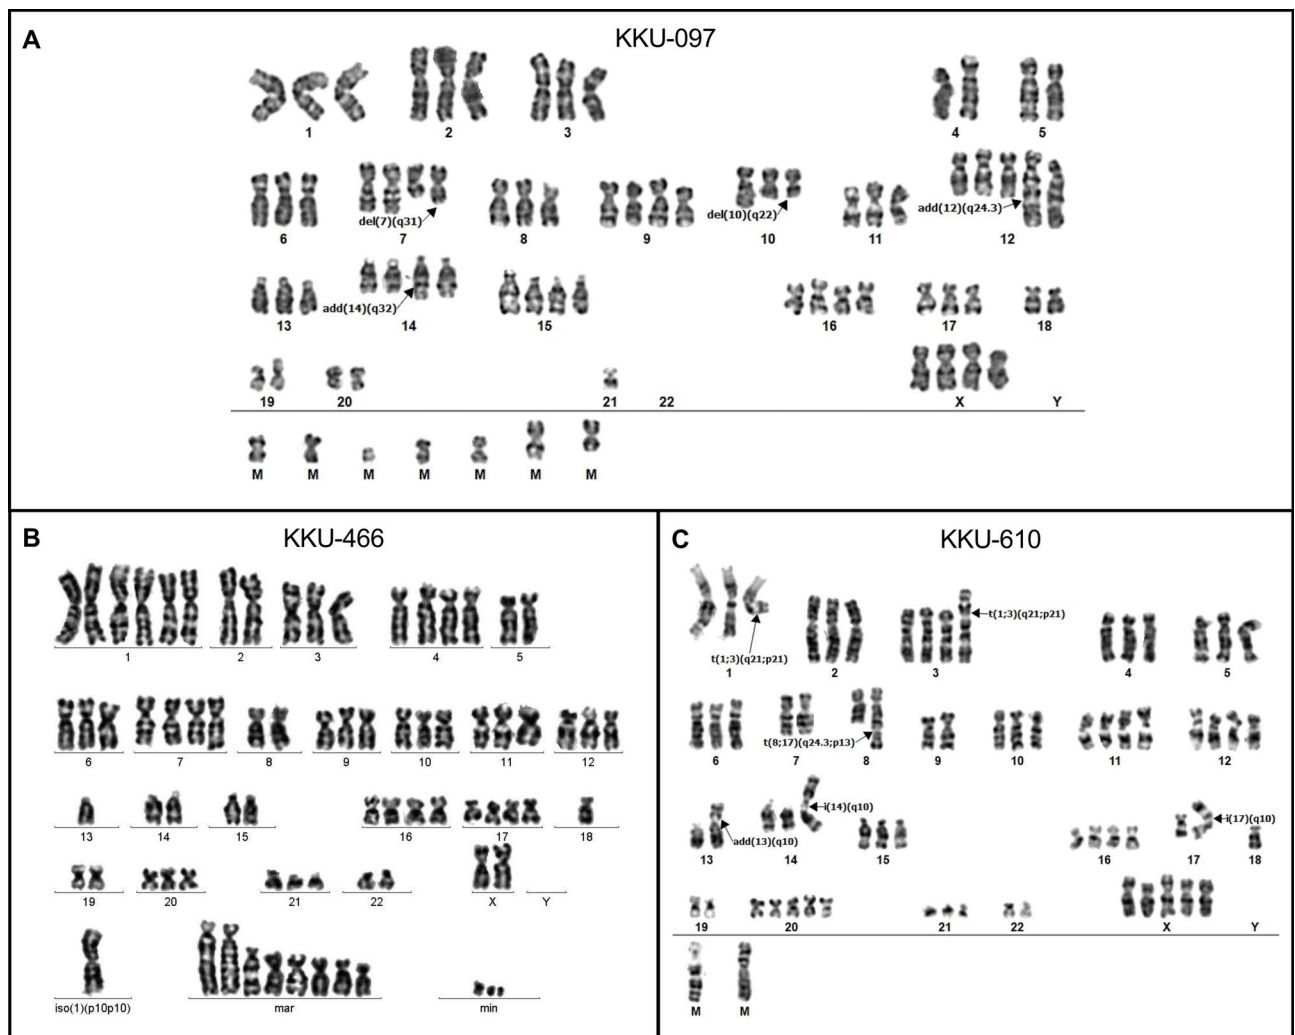 A
KKU-097
1 2 3 4 5
del(7)(q31) del(10)(q22) add(12)(q24.3)
6 7 8 9 10 11 12
add(14)(q32)
13 14 15 16 17 18
19 20 21 22 X Y
M M M M M M M
B
KKU-466
1 2 3 4 5
6 7 8 9 10 11 12
13 14 15 16 17 18
19 20 21 22 X Y
iso(1)(p10p10) mar min
C
KKU-610
t(1;3)(q21;p21)
t(1;3)(q21;p21)
1 2 3 4 5
t(8;17)(q24.3;p13)
6 7 8 9 10 11 12
i(14)(q10) i(17)(q10)
add(13)(q10)
13 14 15 16 17 18
19 20 21 22 X Y
M M